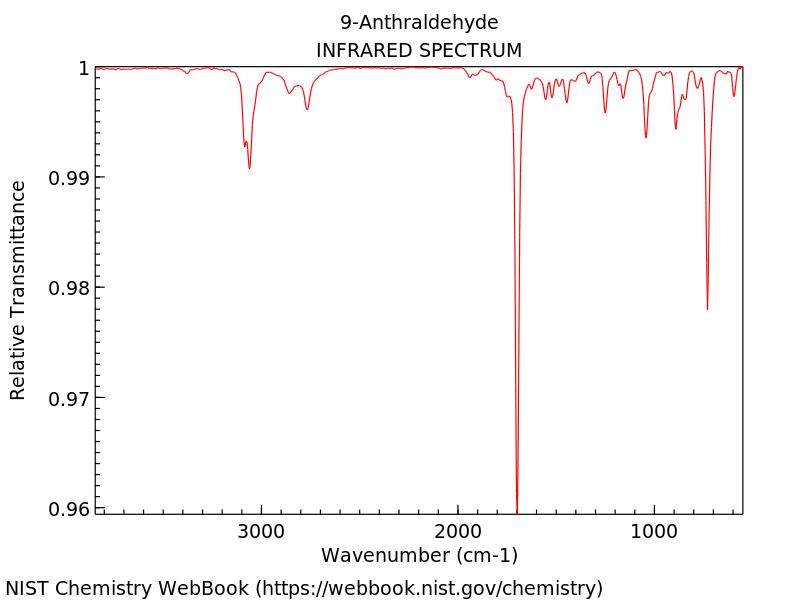 9-Anthraldehyde
INFRARED SPECTRUM
1
0.99
0.98
0.97
0.96
Relative Transmittance
3000
2000
1000
Wavenumber (cm-1)
NIST Chemistry WebBook (https://webbook.nist.gov/chemistry)